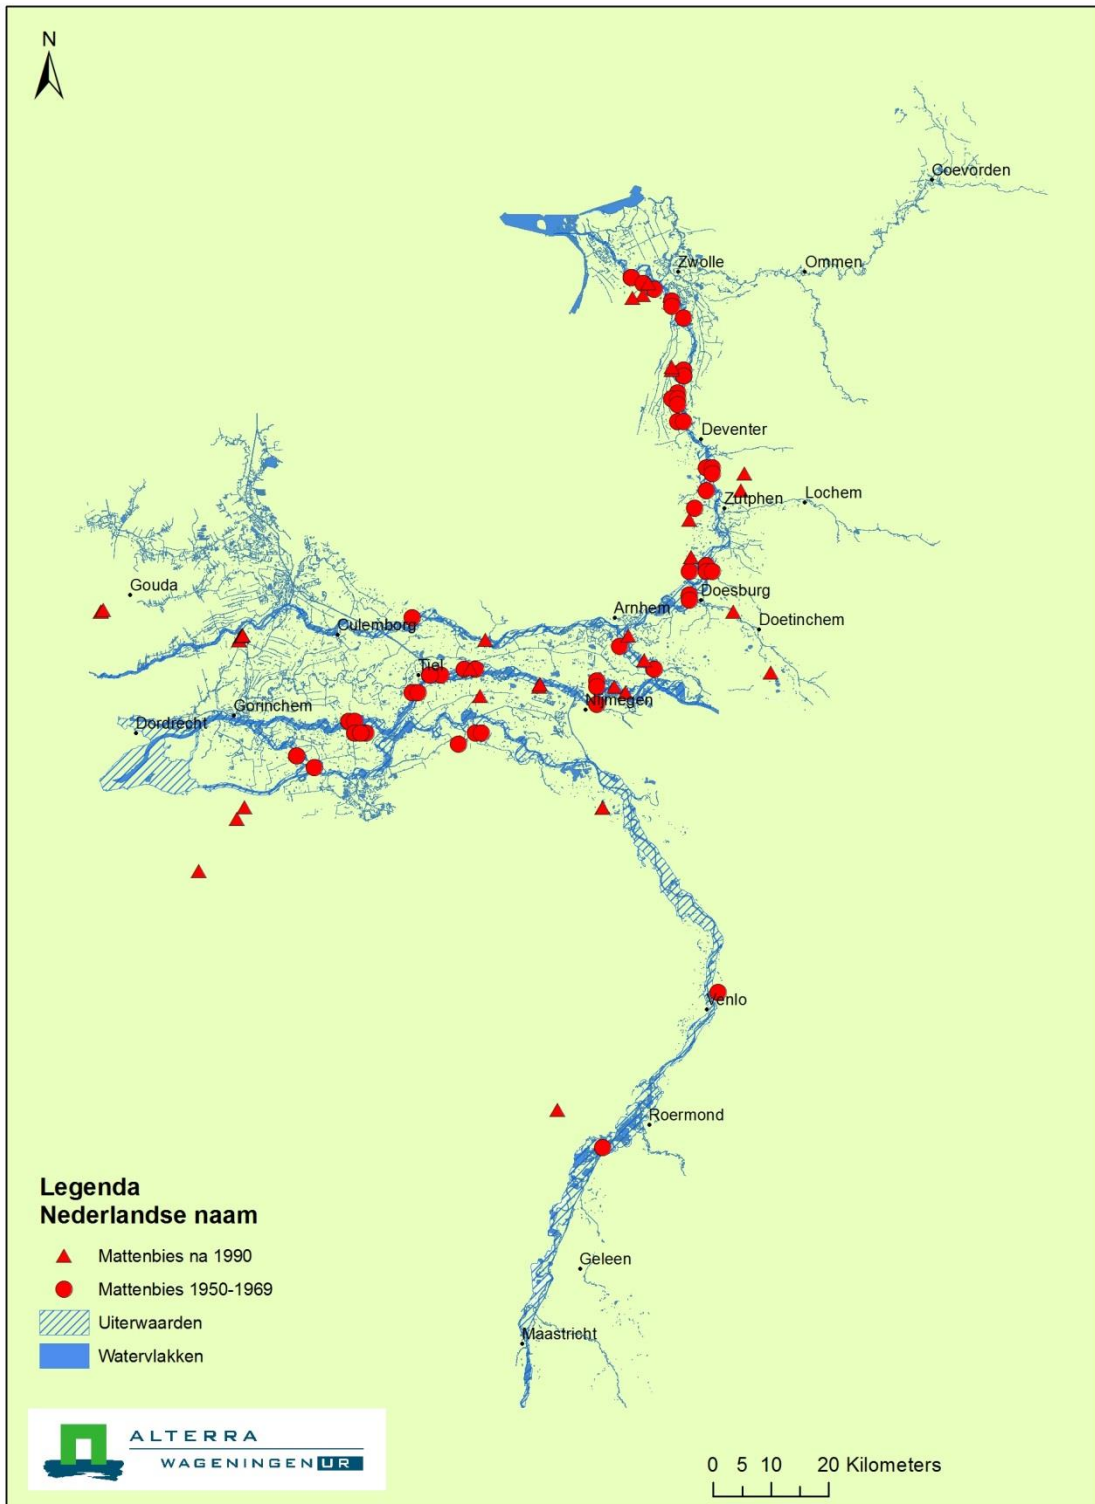 N
Coevorden
Zwolle
Ommen
Deventer
Zutphen
Lochem
Gouda
Doesburg
Arnhem
Culemborg
Doetinchem
Tiel
Nijmegen
Gorinchem
Dordrecht
Venlo
Roermond
Geleen
Maastricht
Legenda
Nederlandse naam
Mattenbies na 1990
Mattenbies 1950-1969
Uiterwaarden
Watervlakken
ALTERRA
WAGENINGEN UR
0 5 10 20 Kilometers